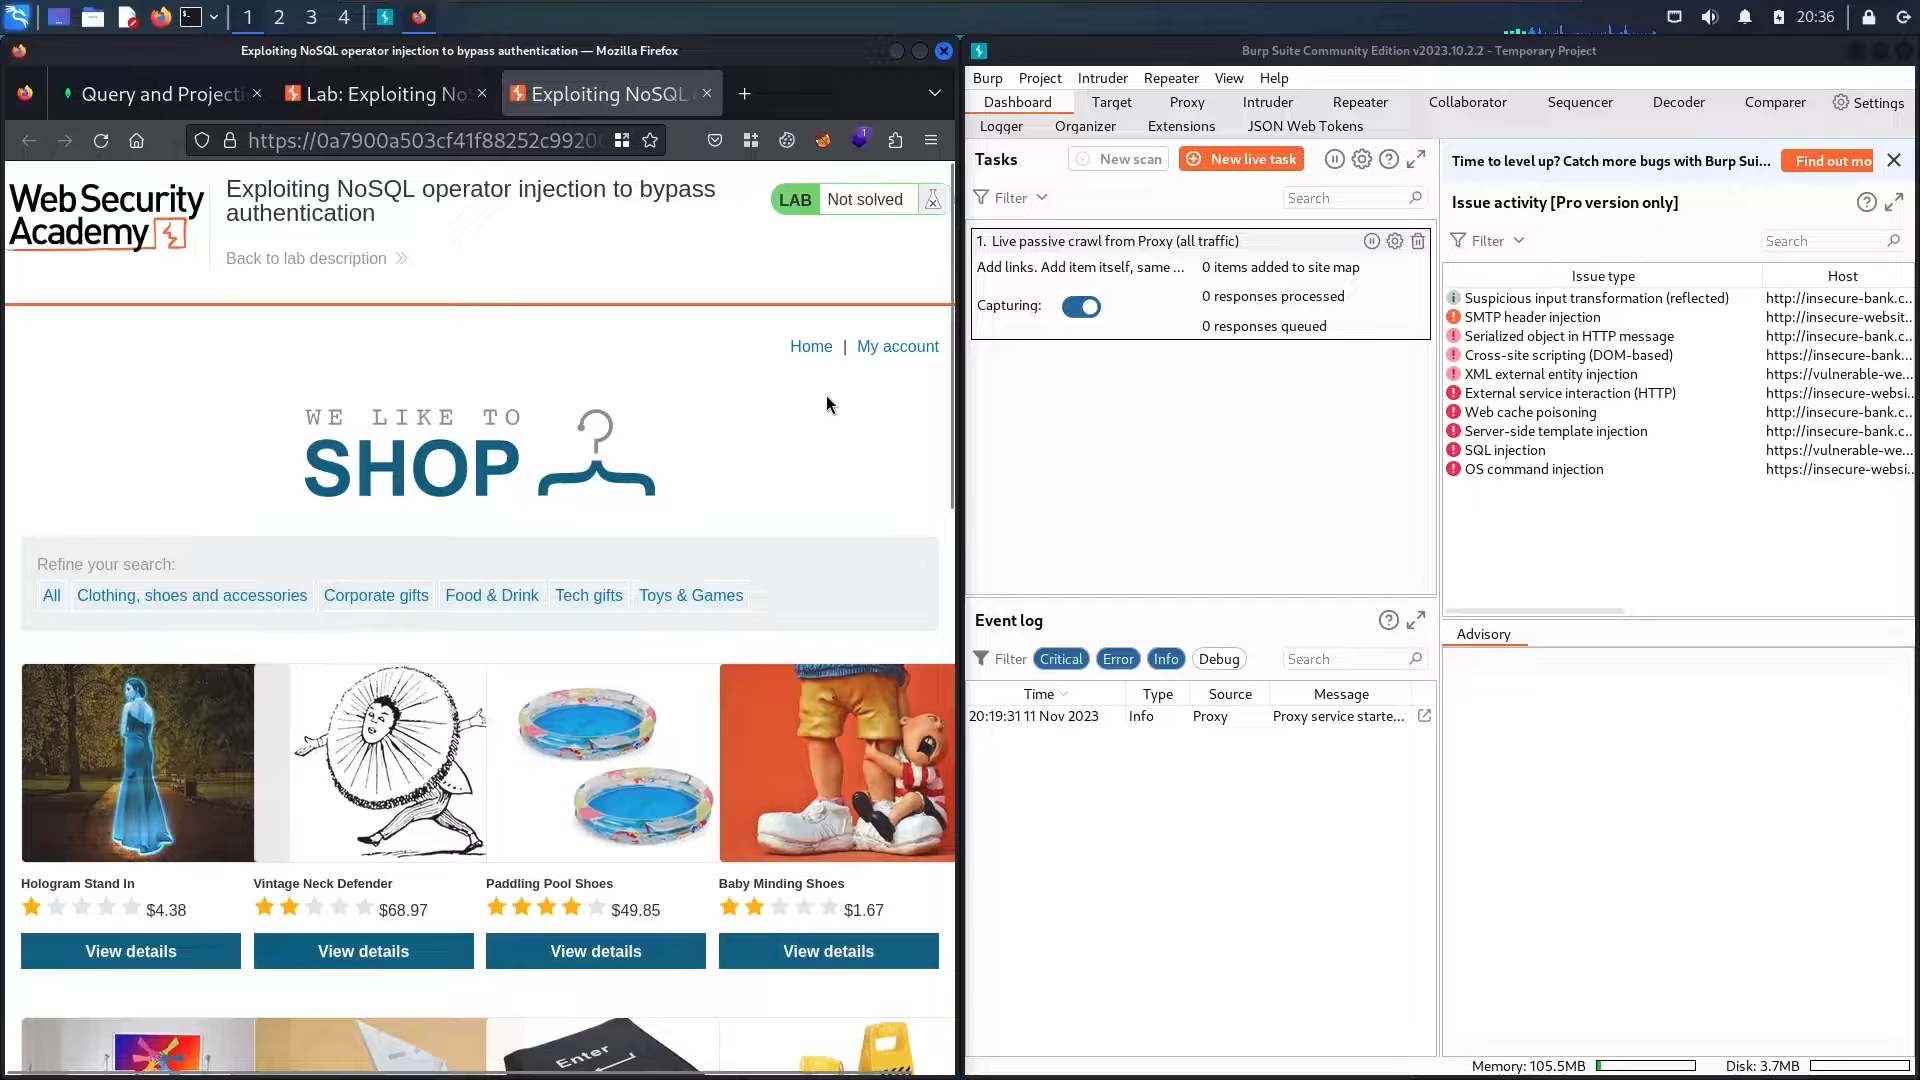 1
2
3
4
20:36
Exploiting NoSQL operator injection to bypass authentication — Mozilla Firefox
Query and Project
Lab: Exploiting No
Exploiting NoSQL
https://0a7900a503cf41f88252c9920
1
Web Security
Academy
Exploiting NoSQL operator injection to bypass
authentication
LAB
Not solved
Back to lab description
Home | My account
WE LIKE TO
SHOP
Refine your search:
All
Clothing, shoes and accessories
Corporate gifts
Food & Drink
Tech gifts
Toys & Games
Hologram Stand In
Vintage Neck Defender
Paddling Pool Shoes
Baby Minding Shoes
$4.38
$68.97
$49.85
$1.67
View details
View details
View details
View details
Enter
Burp Suite Community Edition v2023.10.2.2 - Temporary Project
Burp Project Intruder Repeater View Help
Dashboard Target Proxy Intruder Repeater Collaborator Sequencer Decoder Comparer Settings
Logger Organizer Extensions JSON Web Tokens
Tasks
New scan
New live task
Filter
Search
1. Live passive crawl from Proxy (all traffic)
Add links. Add item itself, same ...
0 items added to site map
Capturing:
0 responses processed
0 responses queued
Event log
Filter Critical Error Info Debug
Search
Time Type Source Message
20:19:31 11 Nov 2023 Info Proxy Proxy service starte...
Time to level up? Catch more bugs with Burp Sui...
Find out mo
Issue activity [Pro version only]
Filter
Search
Issue type Host
Suspicious input transformation (reflected) http://insecure-bank.c..
SMTP header injection http://insecure-websit..
Serialized object in HTTP message http://insecure-bank.c..
Cross-site scripting (DOM-based) https://insecure-bank...
XML external entity injection https://vulnerable-we...
External service interaction (HTTP) https://insecure-websi..
Web cache poisoning http://insecure-bank.c..
Server-side template injection http://insecure-bank.c..
SQL injection https://vulnerable-we...
OS command injection https://insecure-websi..
Advisory
Memory: 105.5MB
Disk: 3.7MB